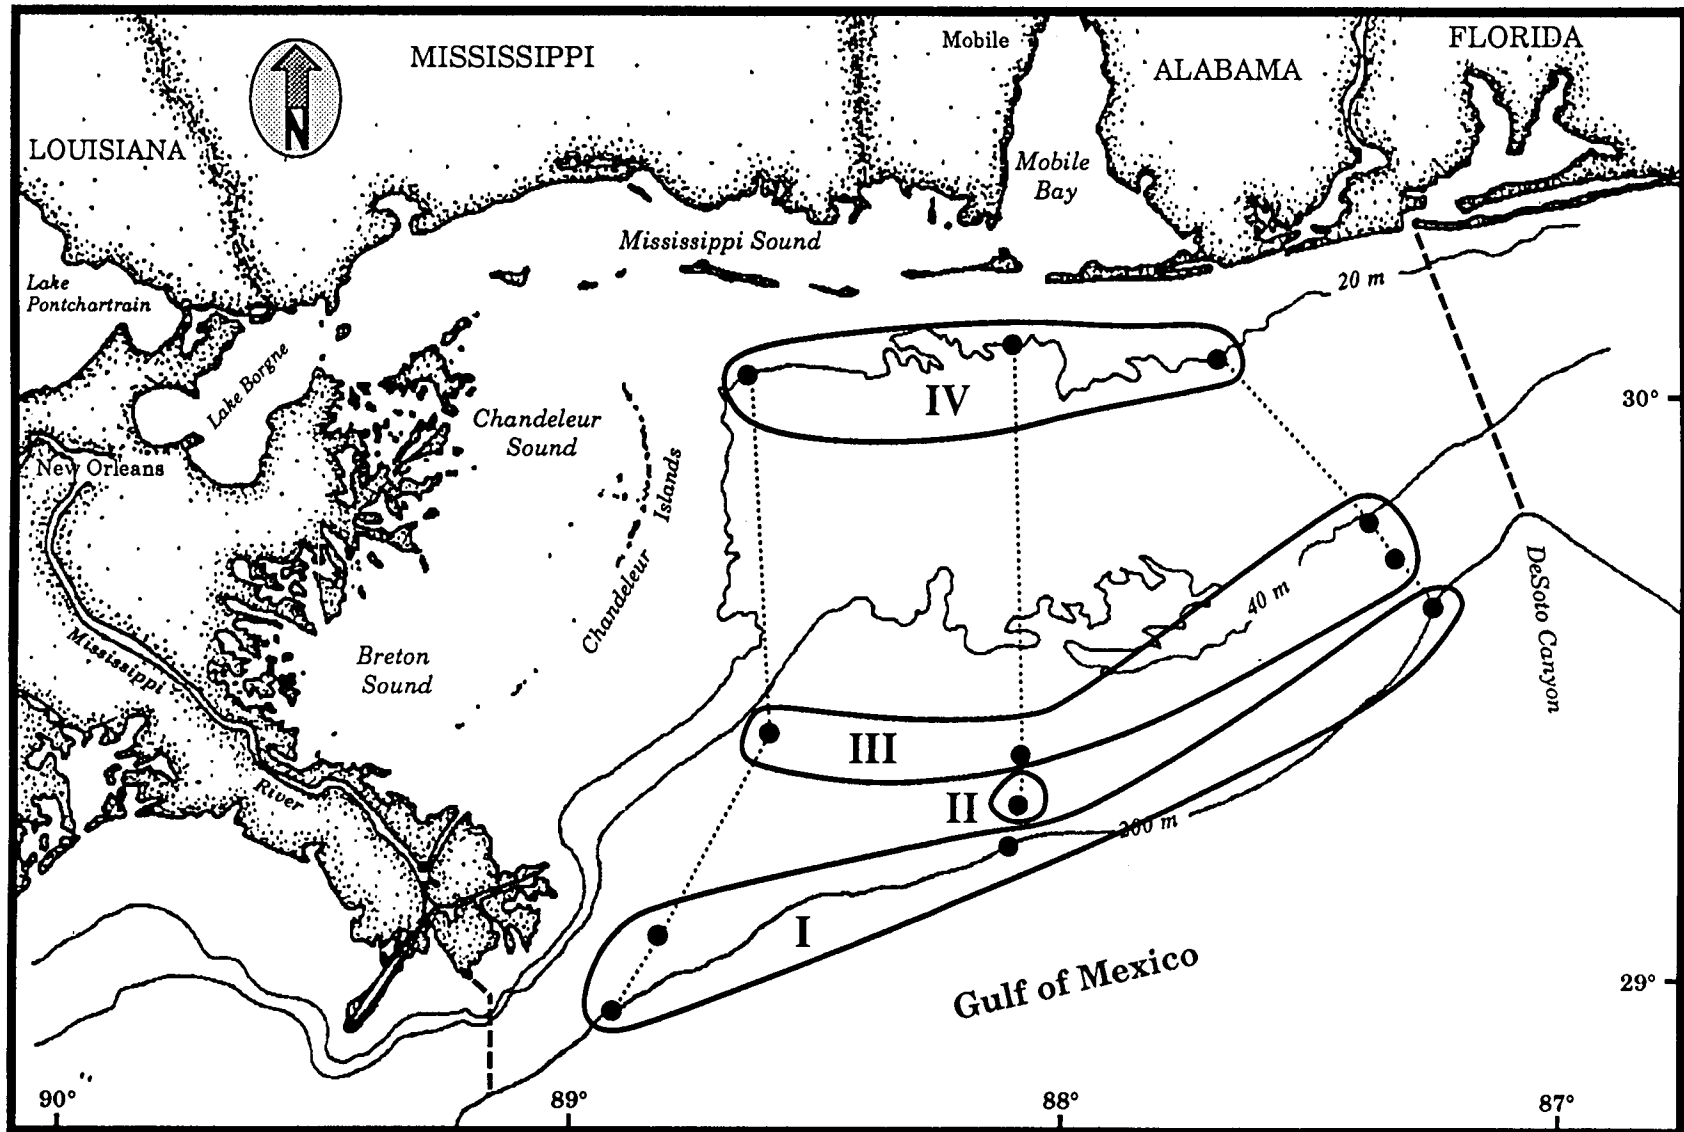 MISSISSIPPI
Mobile
FLORIDA
ALABAMA
N
LOUISIANA
Mobile
Bay
Mississippi Sound
Lake
Pontchartrain
20 m
Lake Borgne
IV
30°
Chandeleur
Sound
New Orleans
Chandeleur Islands
40 m
DeSoto Canyon
Mississippi
River
Breton
Sound
III
II
200 m
I
Gulf of Mexico
29°
90°
89°
88°
87°